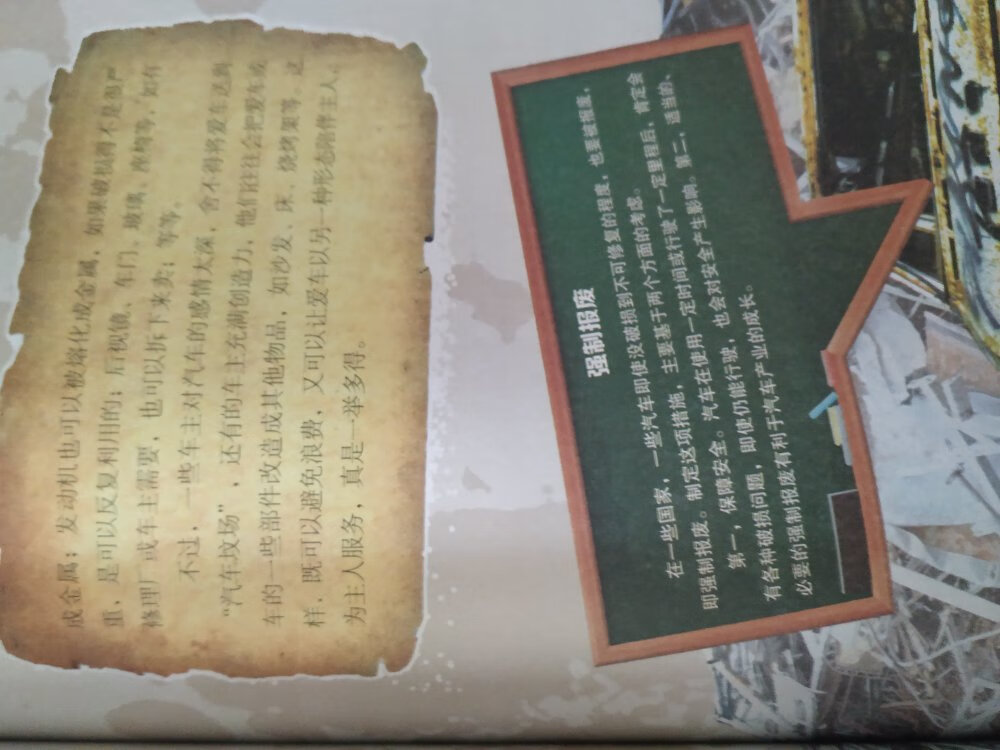 成金属；发动机也可以被熔化成金属，如果破损得不是很严
重，是可以反复利用的；后视镜、车门、玻璃、座椅等，如有
修理厂或车主需要，也可以拆下来卖；等等。
不过，一些车主对汽车的感情太深，舍不得将爱车送到
“汽车坟场”，还有的车主充满创造力，他们往往会把爱车或
车的一些部件改造成其他物品，如沙发、床、烧烤架等。这
样，既可以避免浪费，又可以让爱车以另一种形态陪伴主人、
为主人服务，真是一举多得。
强制报废
在一些国家，一些汽车即使没破损到不可修复的程度，也要被报废，
即强制报废。制定这项措施，主要基于两个方面的考虑。
第一，保障安全。汽车在使用一定时间或行驶了一定里程后，肯定会
有各种破损问题，即使仍能行驶，也会对安全产生影响。第二，适当的、
必要的强制报废有利于汽车产业的成长。